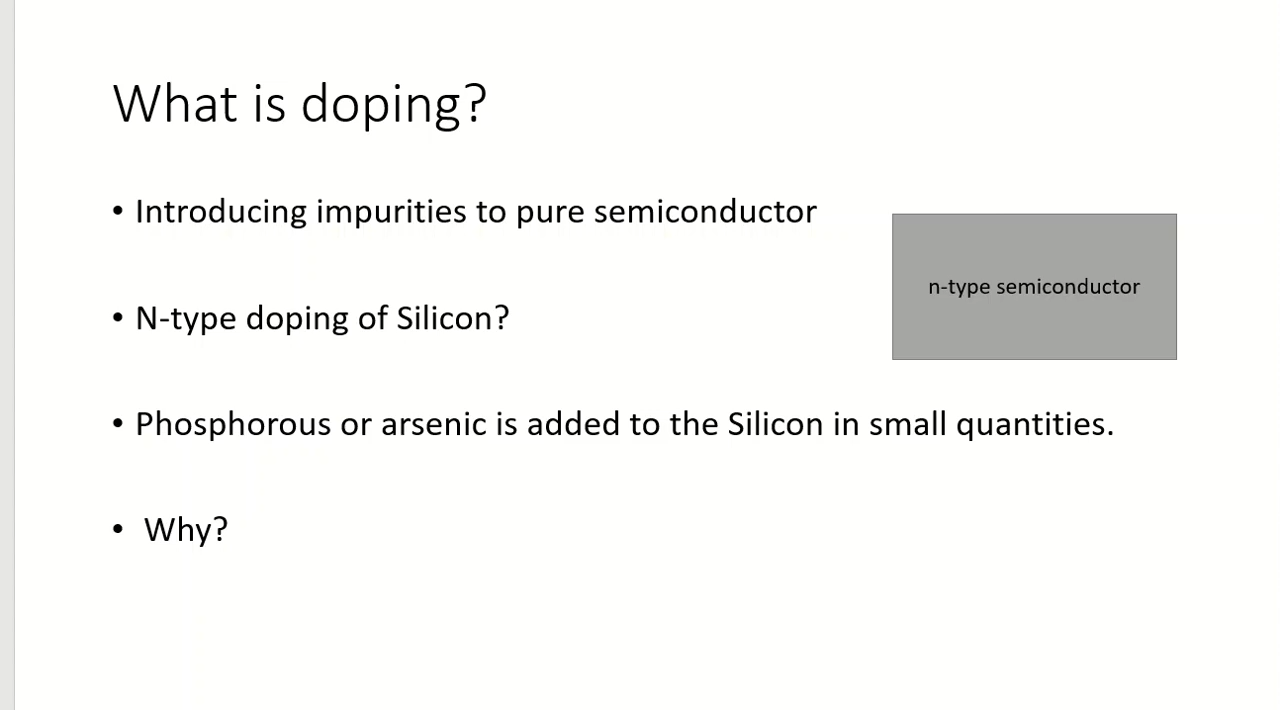 What is doping?
• Introducing impurities to pure semiconductor
n-type semiconductor
• N-type doping of Silicon?
• Phosphorous or arsenic is added to the Silicon in small quantities.
• Why?